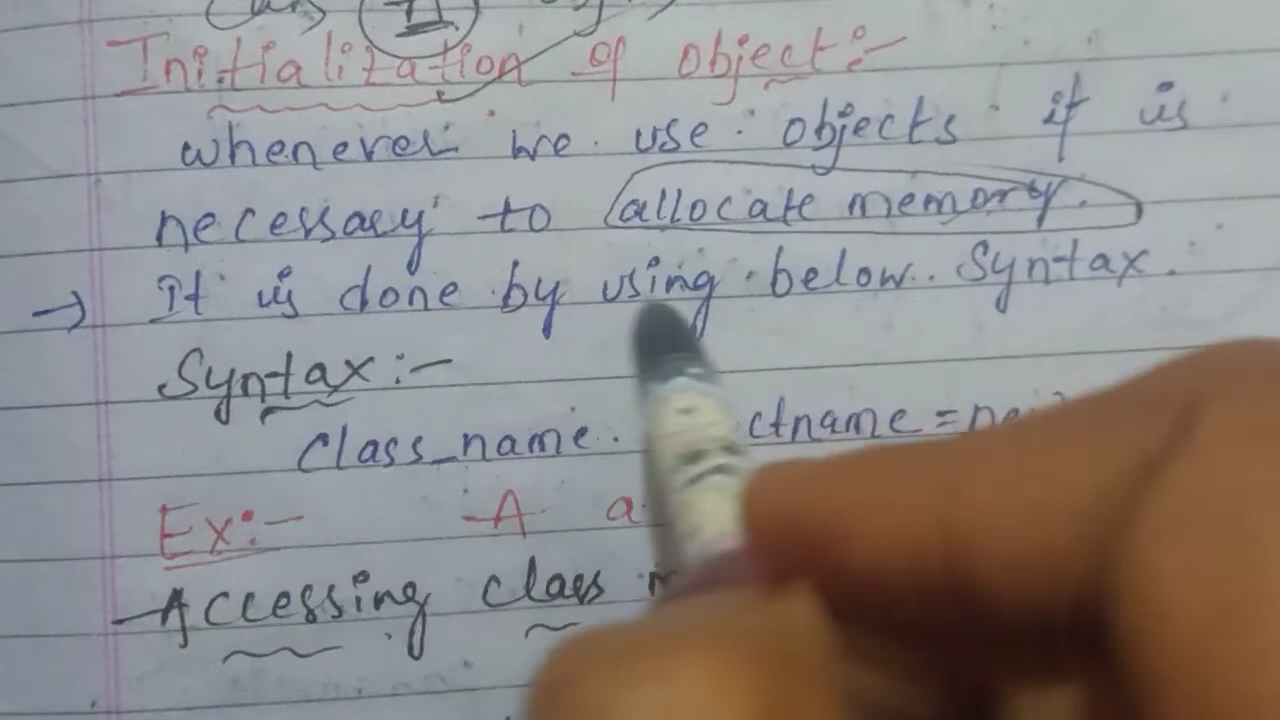 Initialization of object :-
whenever we use objects it is
necessary to allocate memory.
→ It is done by using below. Syntax.
Syntax :-
Class_name. ctname =
Ex :- A a
Accessing class